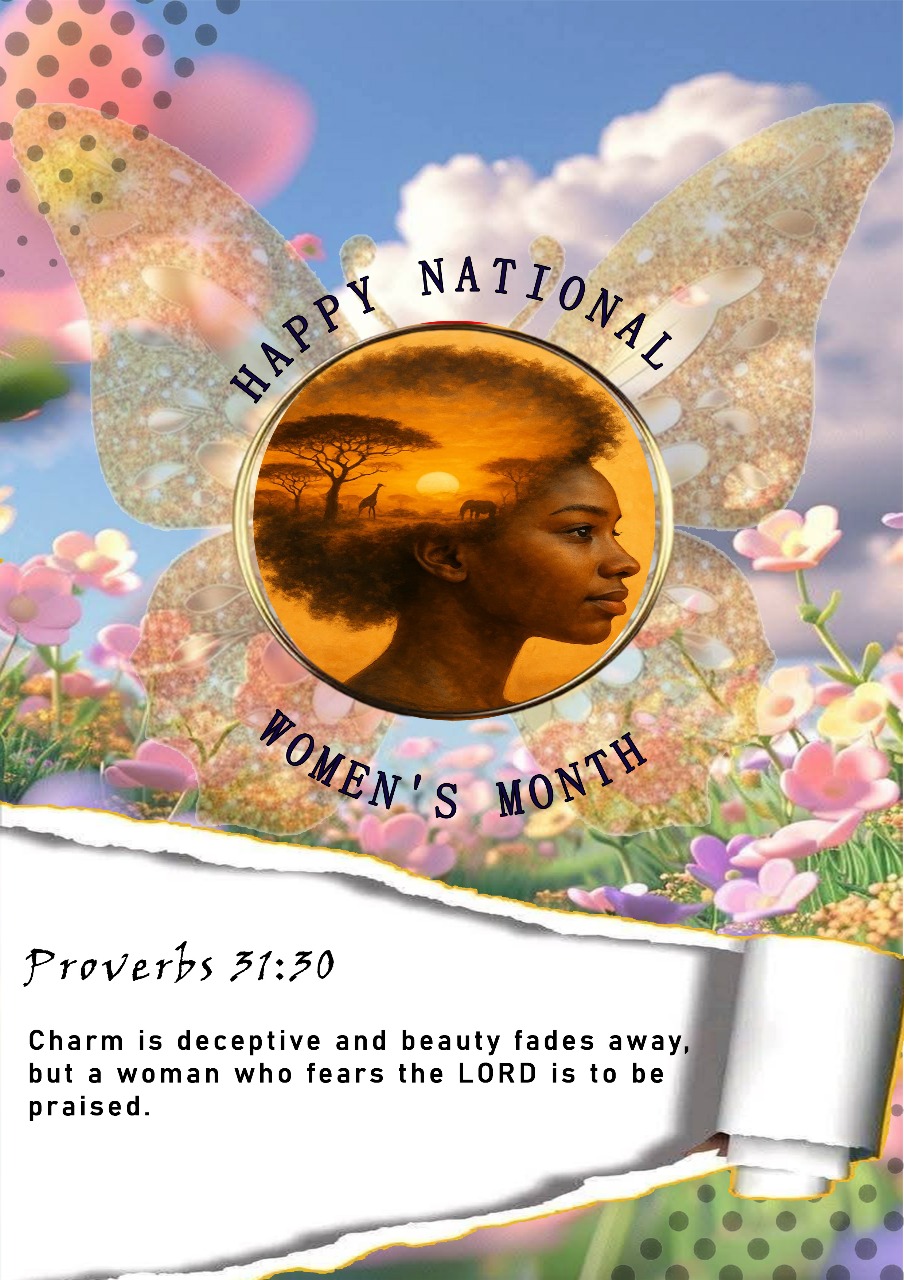 HAPPY NATIONAL
WOMEN'S MONTH
Proverbs 31:30
Charm is deceptive and beauty fades away,
but a woman who fears the LORD is to be
praised.